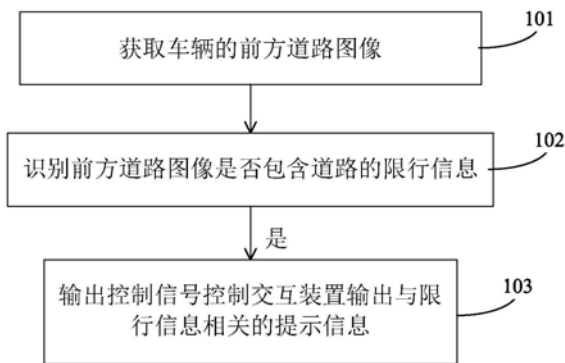 获取车辆的前方道路图像
101
识别前方道路图像是否包含道路的限行信息
102
是
输出控制信号控制交互装置输出与限
行信息相关的提示信息
103